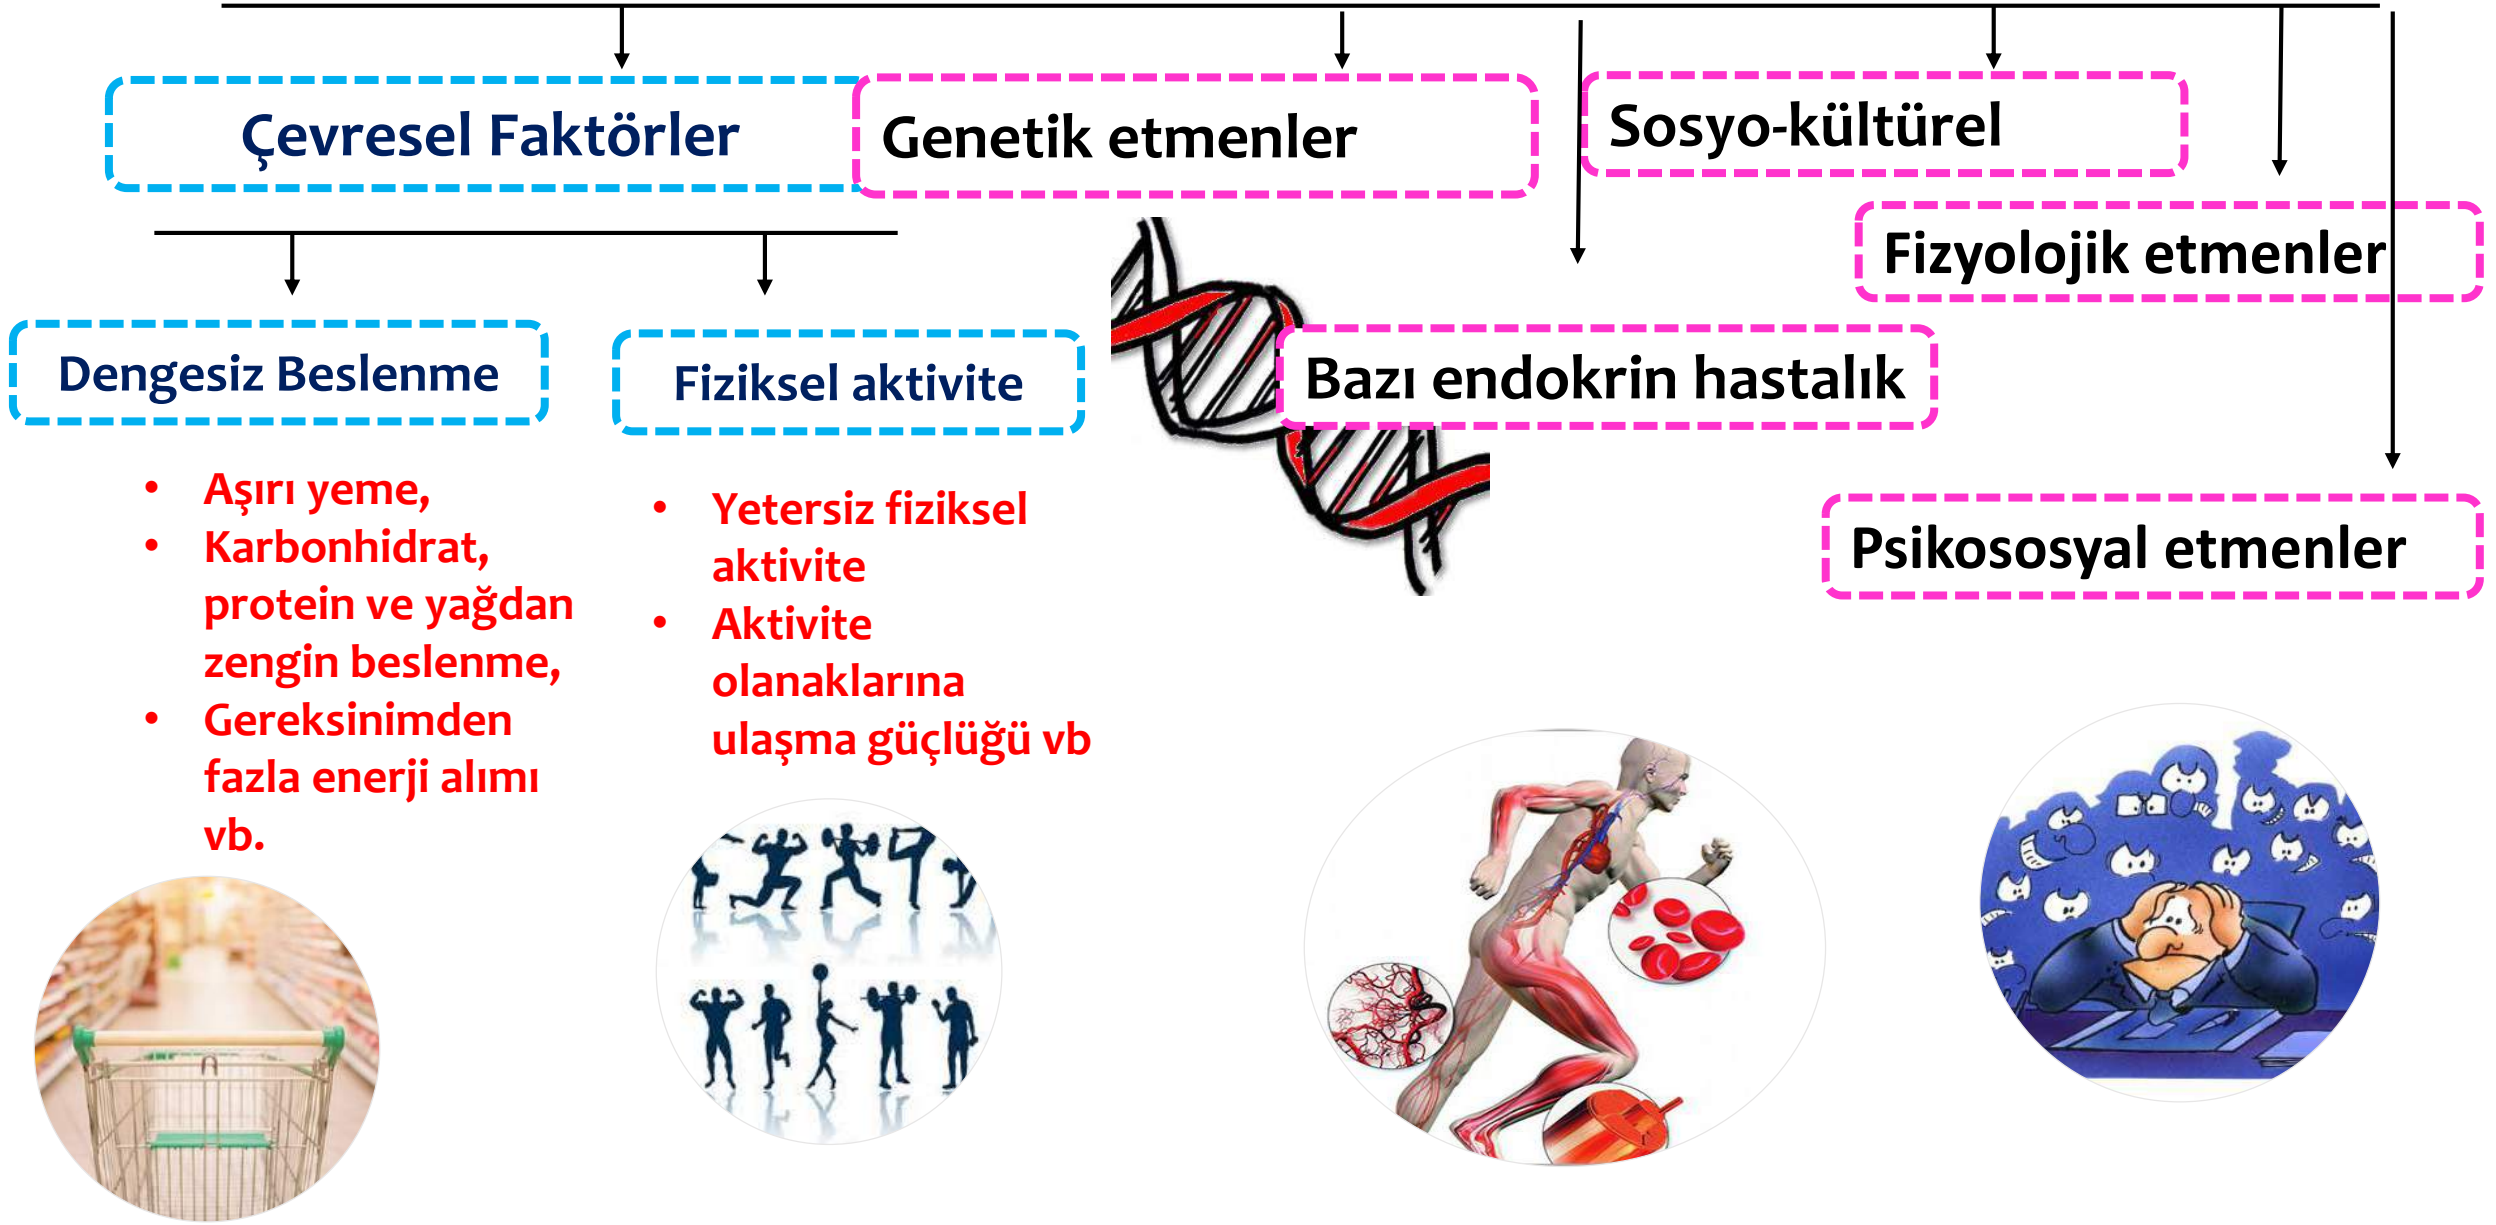 Çevresel Faktörler
Genetik etmenler
Sosyo-kültürel
Fizyolojik etmenler
Dengesiz Beslenme
Fiziksel aktivite
Bazı endokrin hastalık
Psikososyal etmenler
• Aşırı yeme,
• Karbonhidrat,
protein ve yağdan
zengin beslenme,
• Gereksinimden
fazla enerji alımı
vb.
• Yetersiz fiziksel
aktivite
• Aktivite
olanaklarına
ulaşma güçlüğü vb